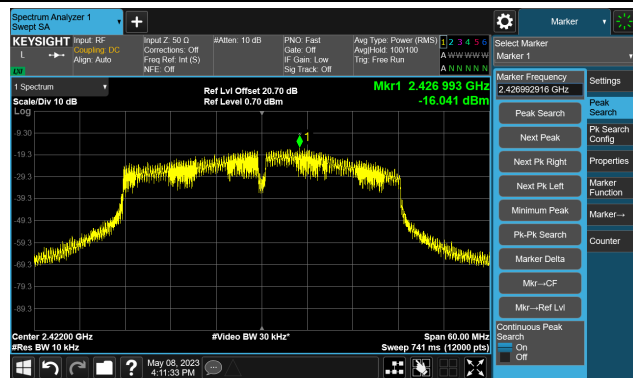 Spectrum Analyzer 1
Swept SA
Marker
KEYSIGHT
L
LXI
Input: RF
Coupling: DC
Align: Auto
Input Z: 50 Ω
Corrections: Off
Freq Ref: Int (S)
NFE: Off
#Atten: 10 dB
PNO: Fast
Gate: Off
IF Gain: Low
Sig Track: Off
Avg Type: Power (RMS)
Avg|Hold: 100/100
Trig: Free Run
1 2 3 4 5 6
A W W W W W
A N N N N N
Select Marker
Marker 1
1 Spectrum
Scale/Div 10 dB
Log
Ref Lvl Offset 20.70 dB
Ref Level 0.70 dBm
Mkr1 2.426 993 GHz
-16.041 dBm
1
-9.30
-19.3
-29.3
-39.3
-49.3
-59.3
-69.3
-79.3
-89.3
Center 2.42200 GHz
#Res BW 10 kHz
#Video BW 30 kHz*
Span 60.00 MHz
Sweep 741 ms (12000 pts)
Marker Frequency
2.426992916 GHz
Peak Search
Next Peak
Next Pk Right
Next Pk Left
Minimum Peak
Pk-Pk Search
Marker Delta
Mkr→CF
Mkr→Ref Lvl
Continuous Peak
Search
On
Off
Settings
Peak
Search
Pk Search
Config
Properties
Marker
Function
Marker→
Counter
?
May 08, 2023
4:11:33 PM